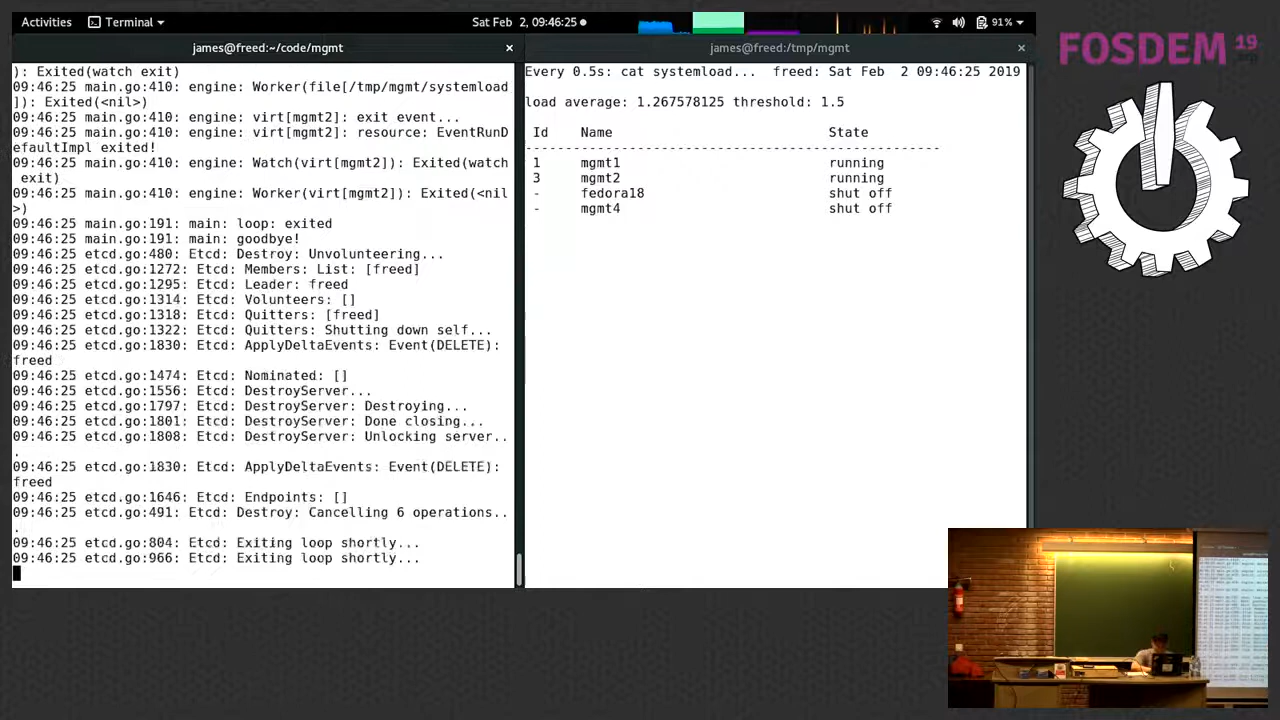 Activities
Terminal
Sat Feb 2, 09:46:25
91%
james@freed:~/code/mgmt
james@freed:/tmp/mgmt
): Exited(watch exit)
09:46:25 main.go:410: engine: Worker(file[/tmp/mgmt/systemload
]): Exited(<nil>)
09:46:25 main.go:410: engine: virt[mgmt2]: exit event...
09:46:25 main.go:410: engine: virt[mgmt2]: resource: EventRunD
efaultImpl exited!
09:46:25 main.go:410: engine: Watch(virt[mgmt2]): Exited(watch
 exit)
09:46:25 main.go:410: engine: Worker(virt[mgmt2]): Exited(<nil
>)
09:46:25 main.go:191: main: loop: exited
09:46:25 main.go:191: main: goodbye!
09:46:25 etcd.go:480: Etcd: Destroy: Unvolunteering...
09:46:25 etcd.go:1272: Etcd: Members: List: [freed]
09:46:25 etcd.go:1295: Etcd: Leader: freed
09:46:25 etcd.go:1314: Etcd: Volunteers: []
09:46:25 etcd.go:1318: Etcd: Quitters: [freed]
09:46:25 etcd.go:1322: Etcd: Quitters: Shutting down self...
09:46:25 etcd.go:1830: Etcd: ApplyDeltaEvents: Event(DELETE):
freed
09:46:25 etcd.go:1474: Etcd: Nominated: []
09:46:25 etcd.go:1556: Etcd: DestroyServer...
09:46:25 etcd.go:1797: Etcd: DestroyServer: Destroying...
09:46:25 etcd.go:1801: Etcd: DestroyServer: Done closing...
09:46:25 etcd.go:1808: Etcd: DestroyServer: Unlocking server..
.
09:46:25 etcd.go:1830: Etcd: ApplyDeltaEvents: Event(DELETE):
freed
09:46:25 etcd.go:1646: Etcd: Endpoints: []
09:46:25 etcd.go:491: Etcd: Destroy: Cancelling 6 operations..
.
09:46:25 etcd.go:804: Etcd: Exiting loop shortly...
09:46:25 etcd.go:966: Etcd: Exiting loop shortly...
Every 0.5s: cat systemload... freed: Sat Feb 2 09:46:25 2019
load average: 1.267578125 threshold: 1.5
Id Name State
--------------------------------------------------
1 mgmt1 running
3 mgmt2 running
- fedora18 shut off
- mgmt4 shut off
FOSDEM 19